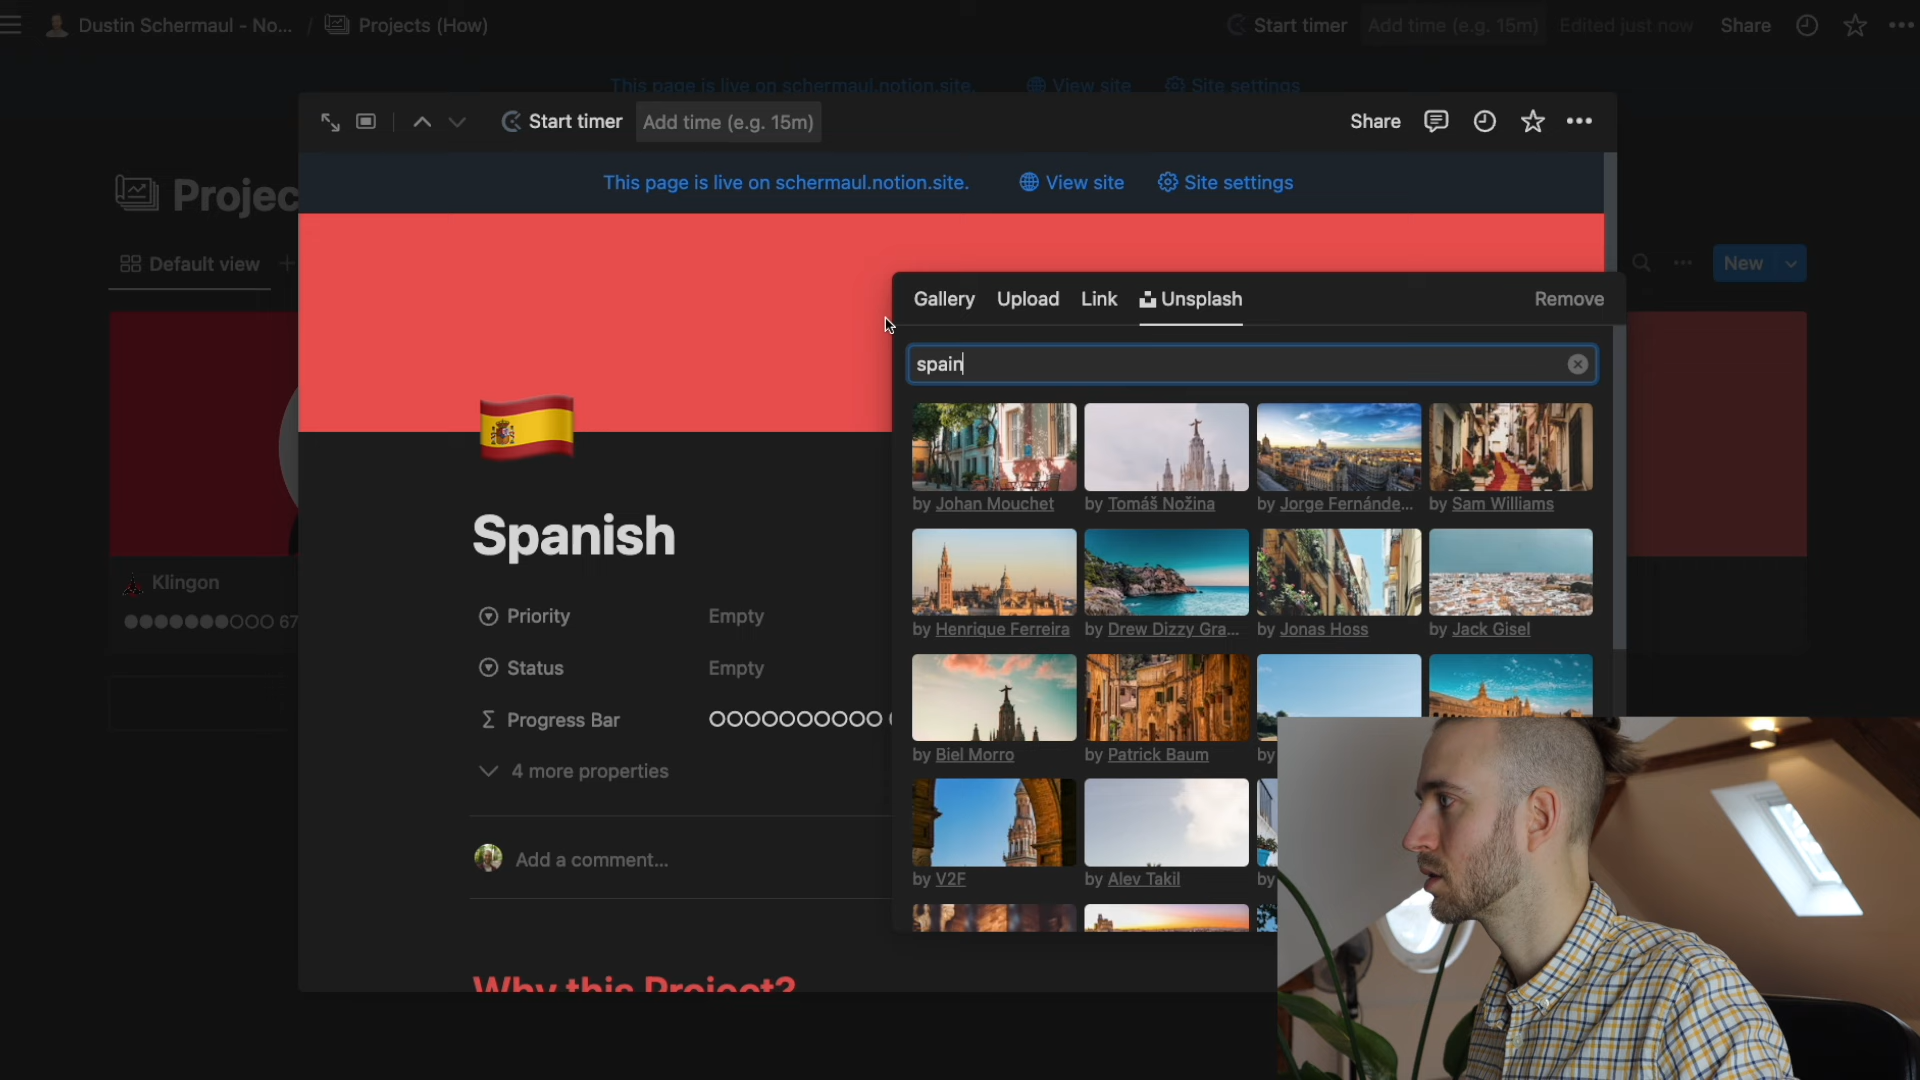 Dustin Schermaul - No... / Projects (How)
Start timer
Add time (e.g. 15m)
Edited just now
Share
This page is live on schermaul.notion.site.
View site
Site settings
Start timer
Add time (e.g. 15m)
Share
This page is live on schermaul.notion.site.
View site
Site settings
Projec
Default view
New
Gallery
Upload
Link
Unsplash
Remove
spain
by Johan Mouchet
by Tomáš Nožina
by Jorge Fernánde...
by Sam Williams
by Henrique Ferreira
by Drew Dizzy Gra...
by Jonas Hoss
by Jack Gisel
by Biel Morro
by Patrick Baum
by
by V2F
by Alev Takil
by
Klingon
67
Spanish
Priority
Empty
Status
Empty
Progress Bar
4 more properties
Add a comment...
Why this Project?